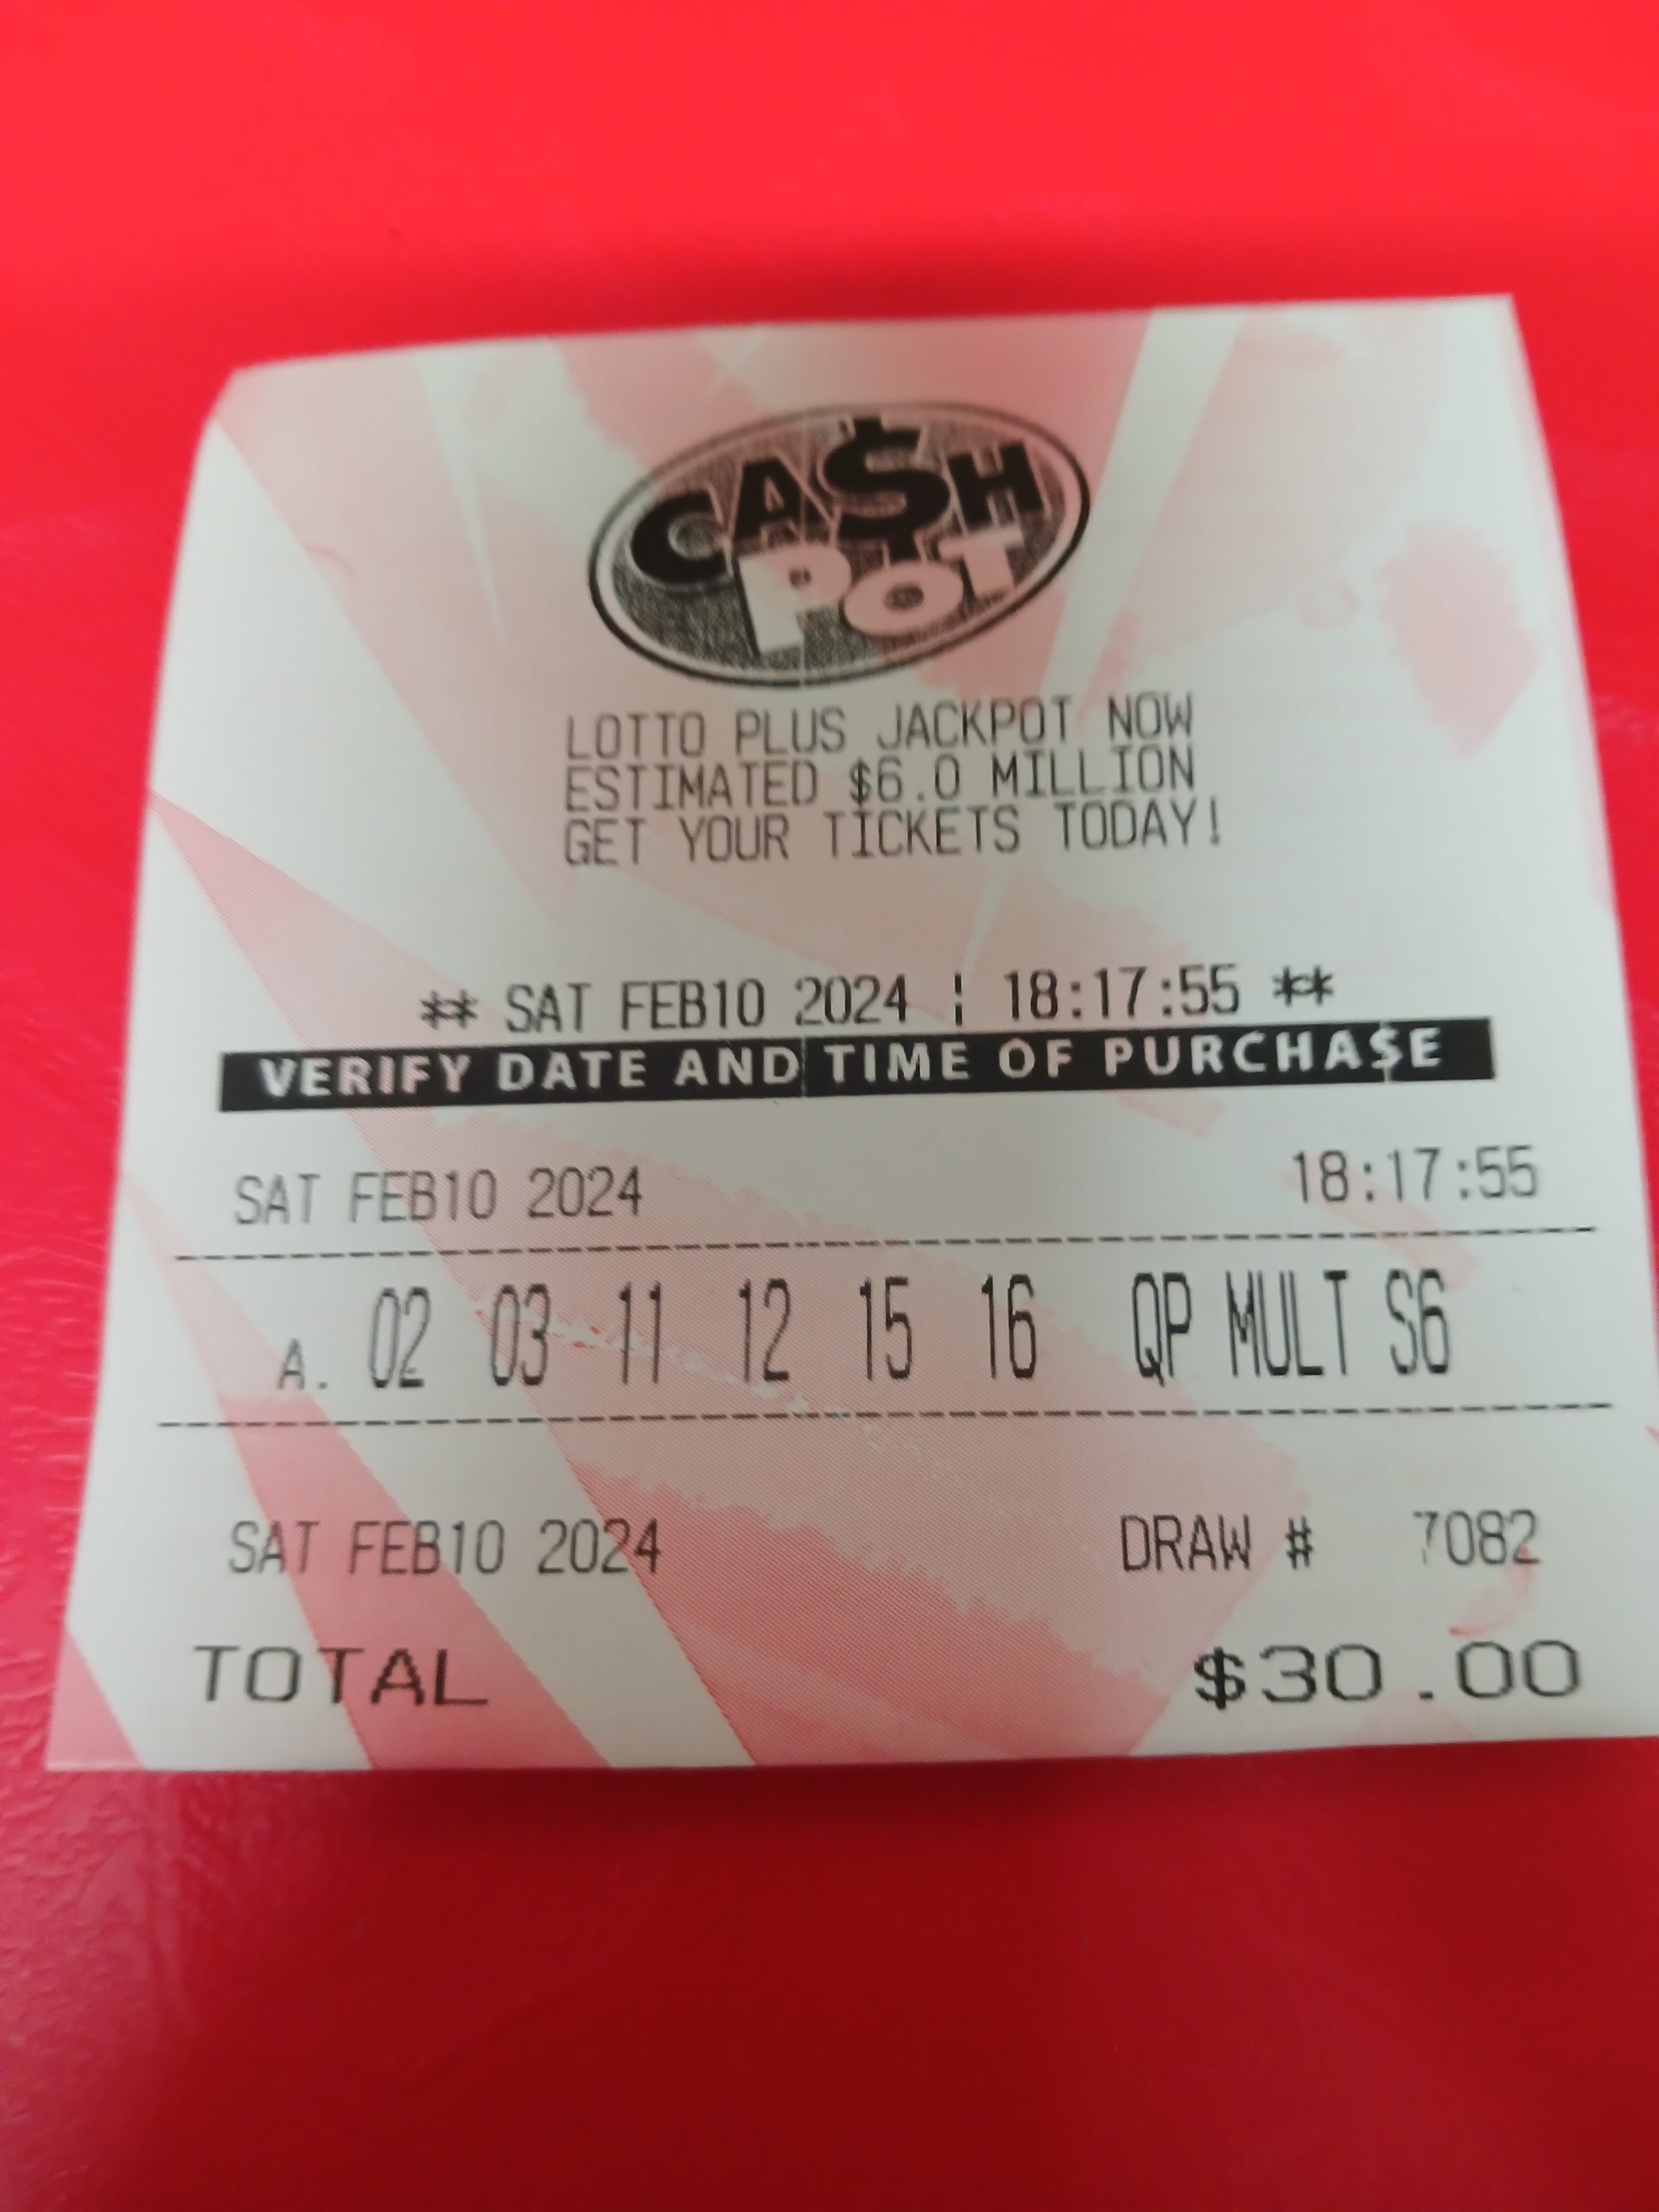 CA$H
POT
LOTTO PLUS JACKPOT NOW
ESTIMATED $6.0 MILLION
GET YOUR TICKETS TODAY!
** SAT FEB10 2024 ¦ 18:17:55 **
VERIFY DATE AND TIME OF PURCHA$E
SAT FEB10 2024 18:17:55
A. 02 03 11 12 15 16 QP MULT S6
SAT FEB10 2024 DRAW # 7082
TOTAL $30.00